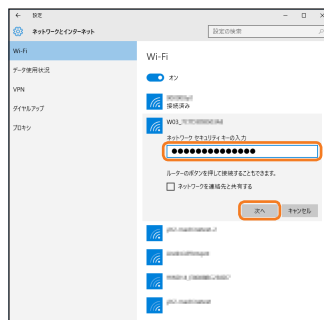 ← 設定
ネットワークとインターネット
設定の検索
Wi-Fi
データ使用状況
VPN
ダイヤルアップ
プロキシ
Wi-Fi
オン
接続済み
W03_
ネットワーク セキュリティ キーの入力
●●●●●●●●●●●●●●
ルーターのボタンを押して接続することもできます。
ネットワークを連絡先と共有する
次へ キャンセル